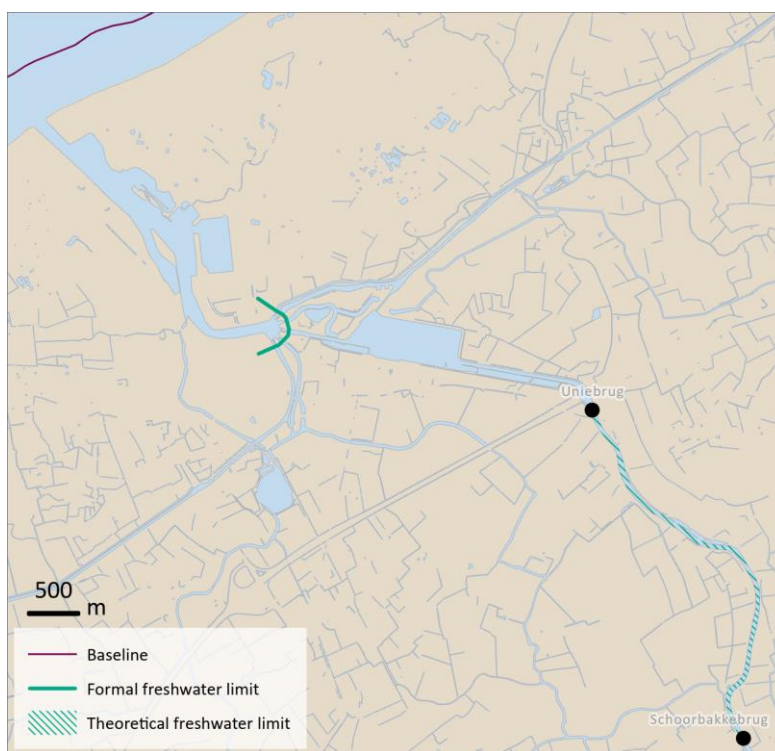 Uniebrug
500
m
Baseline
Formal freshwater limit
Theoretical freshwater limit
Schoorbakkebrug